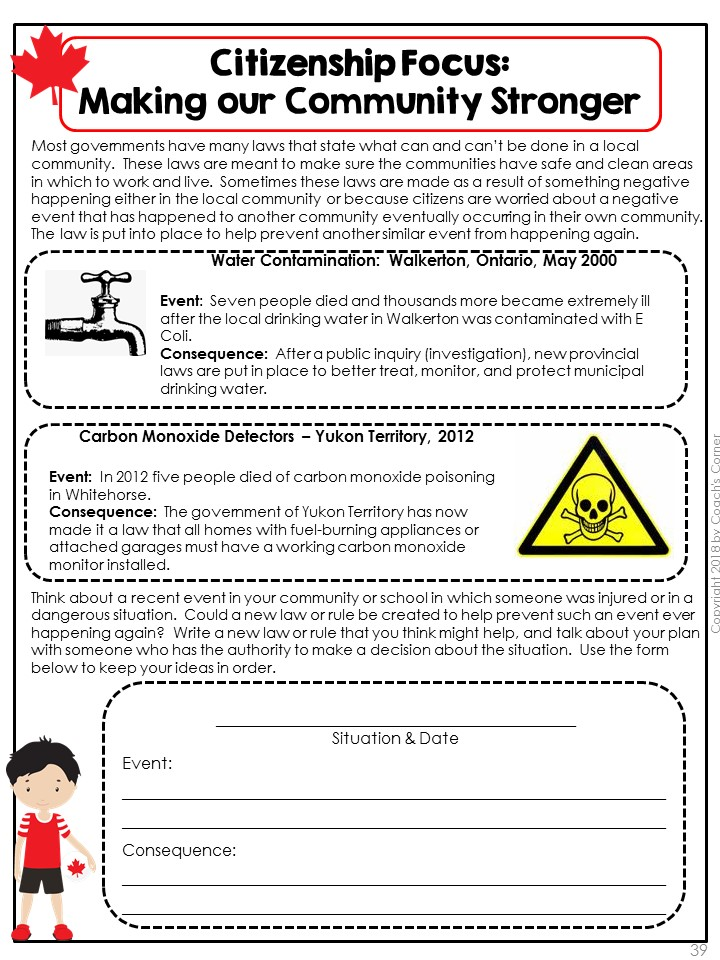 Citizenship Focus:
Making our Community Stronger
Most governments have many laws that state what can and can't be done in a local
community. These laws are meant to make sure the communities have safe and clean areas
in which to work and live. Sometimes these laws are made as a result of something negative
happening either in the local community or because citizens are worried about a negative
event that has happened to another community eventually occurring in their own community.
The law is put into place to help prevent another similar event from happening again.
Water Contamination: Walkerton, Ontario, May 2000
Event: Seven people died and thousands more became extremely ill
after the local drinking water in Walkerton was contaminated with E
Coli.
Consequence: After a public inquiry (investigation), new provincial
laws are put in place to better treat, monitor, and protect municipal
drinking water.
Carbon Monoxide Detectors – Yukon Territory, 2012
Event: In 2012 five people died of carbon monoxide poisoning
in Whitehorse.
Consequence: The government of Yukon Territory has now
made it a law that all homes with fuel-burning appliances or
attached garages must have a working carbon monoxide
monitor installed.
Think about a recent event in your community or school in which someone was injured or in a
dangerous situation. Could a new law or rule be created to help prevent such an event ever
happening again? Write a new law or rule that you think might help, and talk about your plan
with someone who has the authority to make a decision about the situation. Use the form
below to keep your ideas in order.
Situation & Date
Event:
Consequence:
Copyright 2018 by Coach's Corner
39